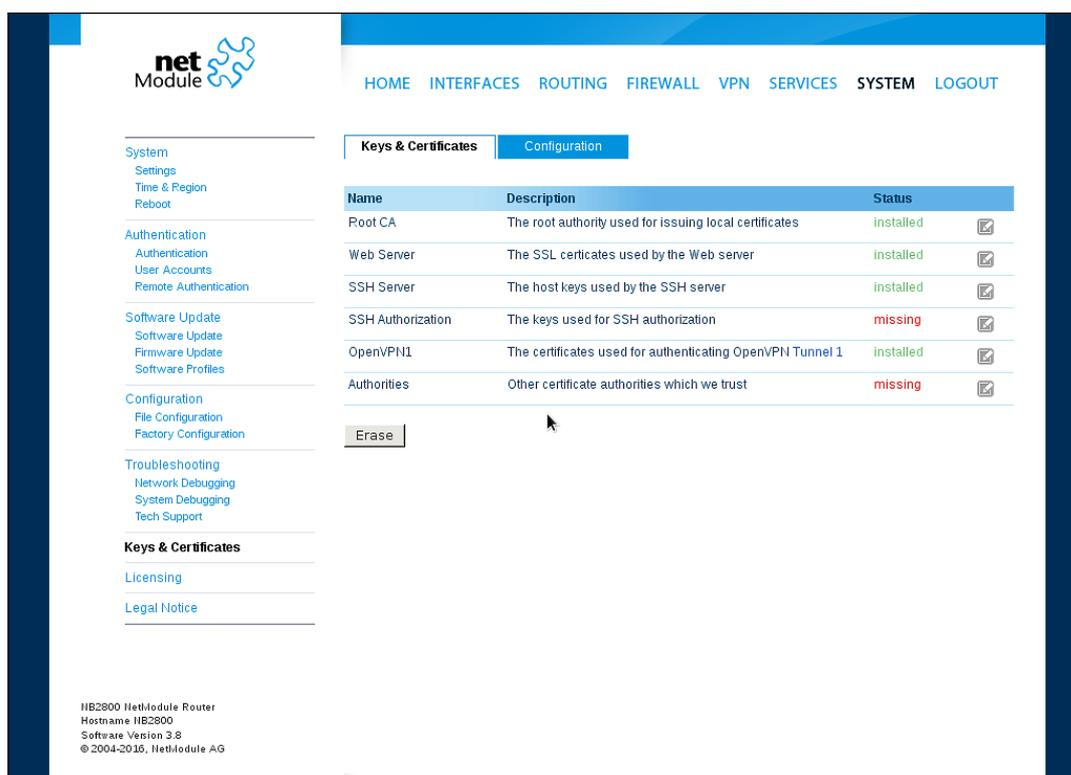 net
Module
HOME INTERFACES ROUTING FIREWALL VPN SERVICES SYSTEM LOGOUT
System
Settings
Time & Region
Reboot
Authentication
Authentication
User Accounts
Remote Authentication
Software Update
Software Update
Firmware Update
Software Profiles
Configuration
File Configuration
Factory Configuration
Troubleshooting
Network Debugging
System Debugging
Tech Support
Keys & Certificates
Licensing
Legal Notice
Keys & Certificates Configuration
Name Description Status
Root CA The root authority used for issuing local certificates installed
Web Server The SSL certicates used by the Web server installed
SSH Server The host keys used by the SSH server installed
SSH Authorization The keys used for SSH authorization missing
OpenVPN1 The certificates used for authenticating OpenVPN Tunnel 1 installed
Authorities Other certificate authorities which we trust missing
Erase
NB2800 NetModule Router
Hostname NB2800
Software Version 3.8
© 2004-2016, NetModule AG